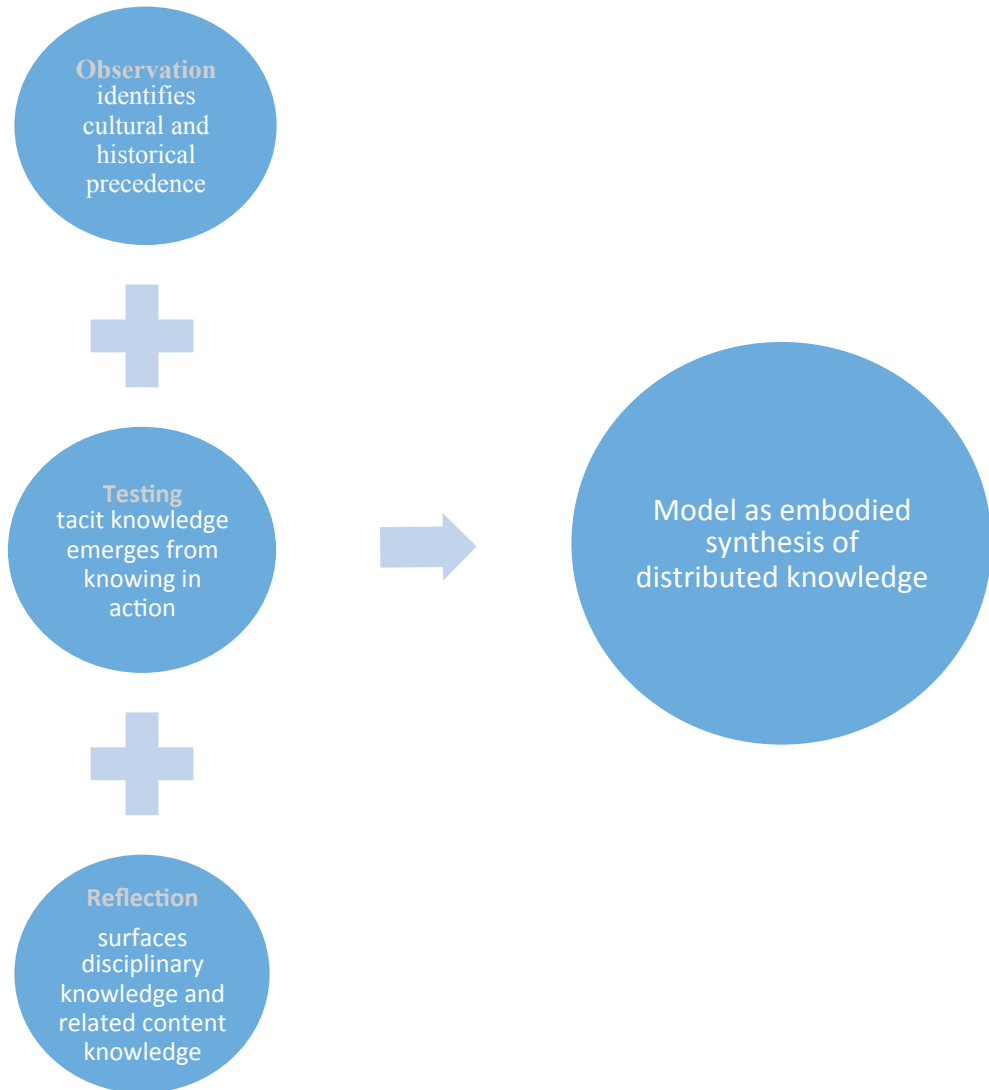 Observation
identifies
cultural and
historical
precedence
Testing
tacit knowledge
emerges from
knowing in
action
Reflection
surfaces
disciplinary
knowledge and
related content
knowledge
Model as embodied
synthesis of
distributed knowledge